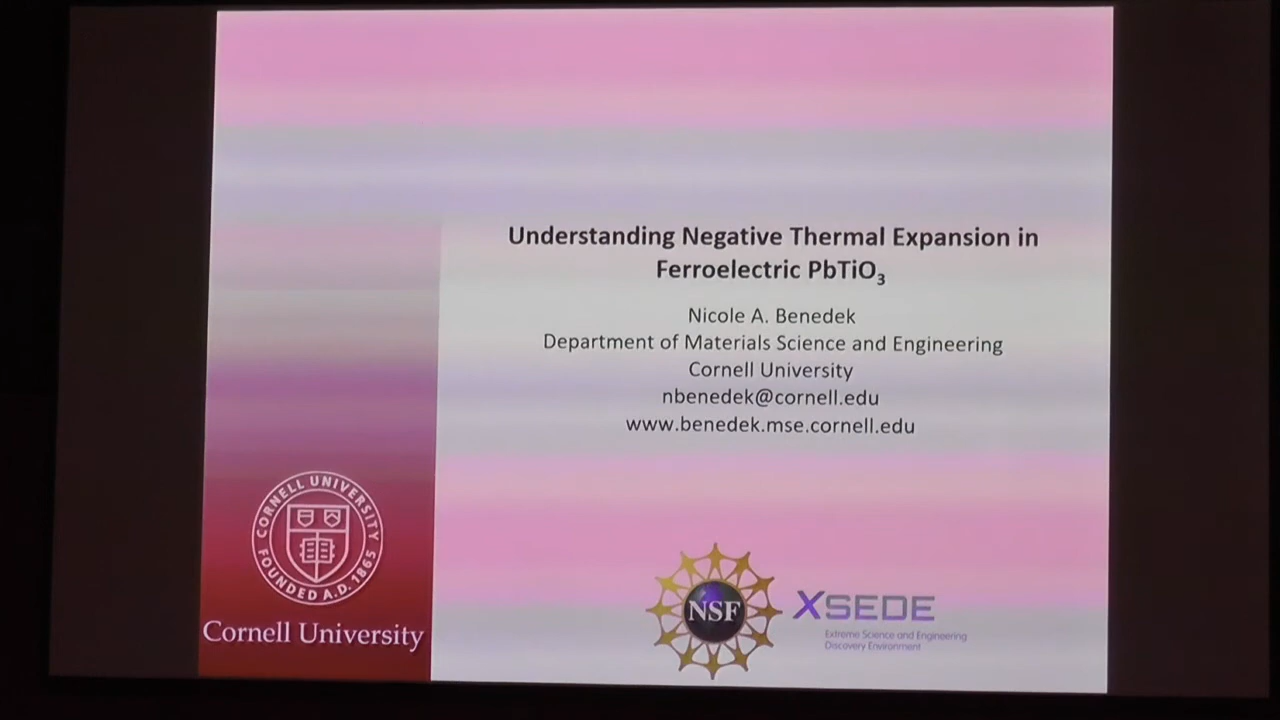 Understanding Negative Thermal Expansion in
Ferroelectric PbTiO₃
Nicole A. Benedek
Department of Materials Science and Engineering
Cornell University
nbenedek@cornell.edu
www.benedek.mse.cornell.edu
CORNELL UNIVERSITY
FOUNDED A.D. 1865
Cornell University
NSF
XSEDE
Extreme Science and Engineering
Discovery Environment